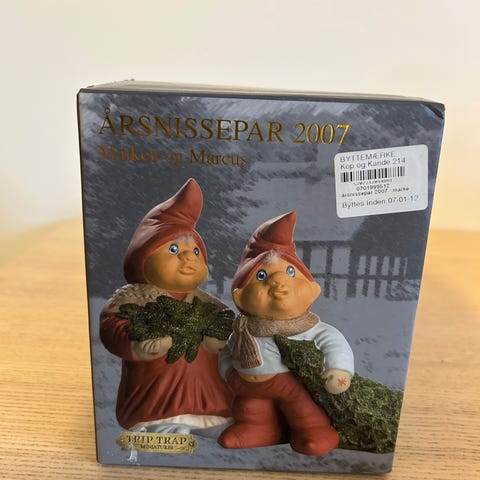 ÅRSNISSEPAR 2007
Maiken og Marcus
BYTTEMÆRKE
Kop og Kande 214
0701999512
årsnissepar 2007 - maike
Byttes inden 07-01-12
TRIP TRAP
MINIATURES